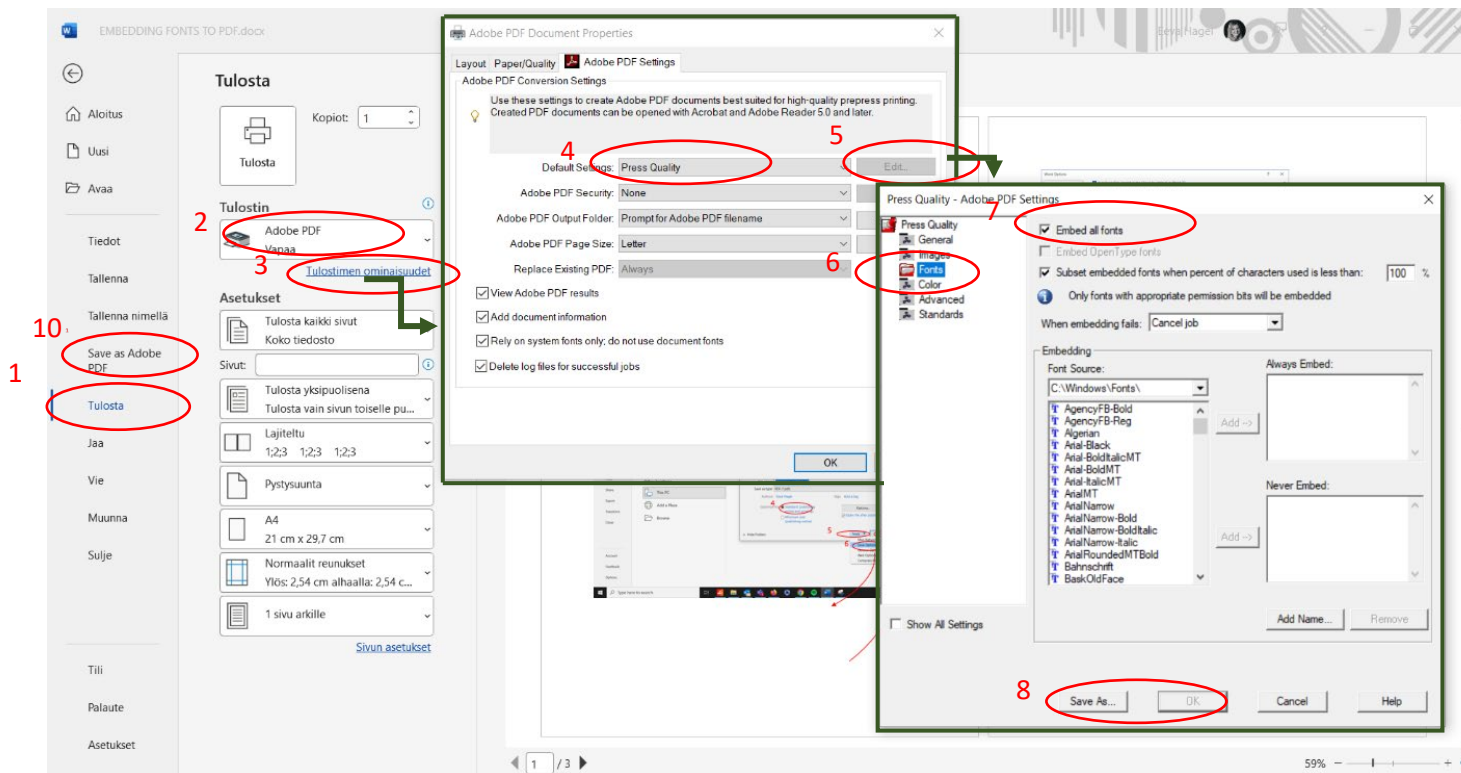 EMBEDDING FONTS TO PDF.docx
Eeva Nagel
Aloitus
Uusi
Avaa
Tiedot
Tallenna
Tallenna nimellä
10
Save as Adobe
PDF
1
Tulosta
Jaa
Vie
Muunna
Sulje
Tili
Palaute
Asetukset
Tulosta
Tulosta
Kopiot: 1
Tulostin
2
Adobe PDF
Vapaa
3
Tulostimen ominaisuudet
Asetukset
Tulosta kaikki sivut
Koko tiedosto
Sivut:
Tulosta yksipuolisena
Tulosta vain sivun toiselle pu...
Lajiteltu
1;2;3 1;2;3 1;2;3
Pystysuunta
A4
21 cm x 29,7 cm
Normaalit reunukset
Ylös: 2,54 cm alhaalla: 2,54 c...
1 sivu arkille
Sivun asetukset
Adobe PDF Document Properties
Layout Paper/Quality Adobe PDF Settings
Adobe PDF Conversion Settings
Use these settings to create Adobe PDF documents best suited for high-quality prepress printing.
Created PDF documents can be opened with Acrobat and Adobe Reader 5.0 and
later.
4
5
Default Settings: Press Quality Edit...
Adobe PDF Security: None
Adobe PDF Output Folder: Prompt for Adobe PDF filename
Adobe PDF Page Size: Letter
Replace Existing PDF: Always
View Adobe PDF results
Add document information
Rely on system fonts only; do not use document fonts
Delete log files for successful jobs
OK
Press Quality - Adobe PDF Settings
7
Press Quality
General
Images
6
Fonts
Color
Advanced
Standards
Show All Settings
Embed all fonts
Embed OpenType fonts
Subset embedded fonts when percent of characters used is less than: 100 %
Only fonts with appropriate permission bits will be embedded
When embedding fails: Cancel job
Embedding
Font Source:
C:\Windows\Fonts\
AgencyFB-Bold
AgencyFB-Reg
Algerian
Arial-Black
Arial-BoldItalicMT
Arial-BoldMT
Arial-ItalicMT
ArialMT
ArialNarrow
ArialNarrow-Bold
ArialNarrow-BoldItalic
ArialNarrow-Italic
ArialRoundedMTBold
Bahnschrift
BaskOldFace
Add -->
Add -->
Always Embed:
Never Embed:
Add Name... Remove
8
Save As... OK Cancel Help
1 /3
59%